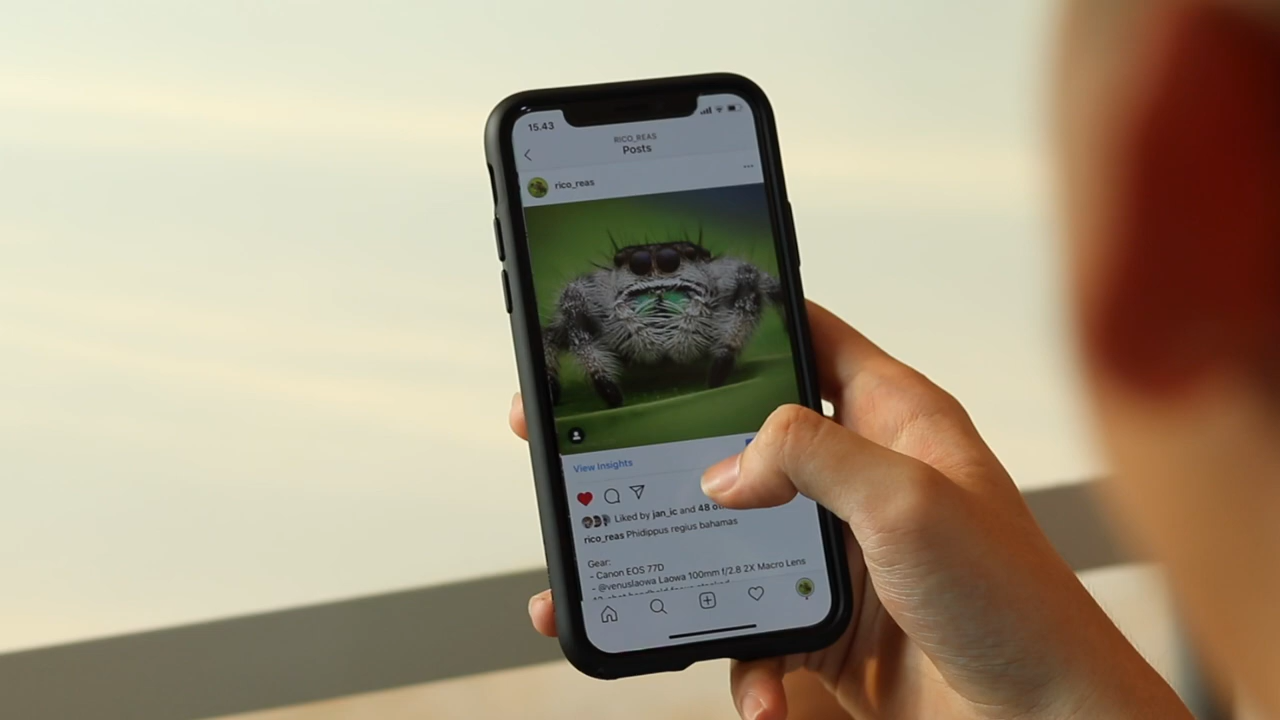 15.43
RICO_REAS
Posts
rico_reas
View Insights
Liked by jan_ic and 48
rico_reas Phidippus regius bahamas
Gear:
- Canon EOS 77D
- @venuslaowa Laowa 100mm f/2.8 2X Macro Lens